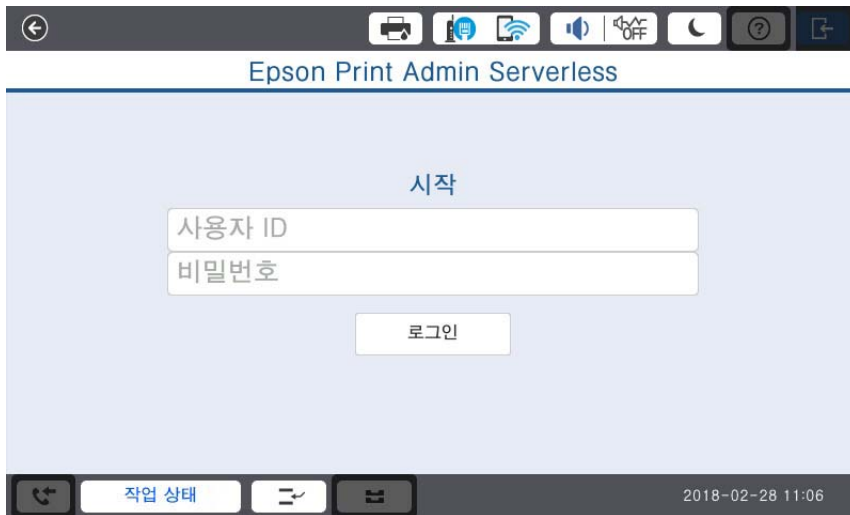 OFF
Epson Print Admin Serverless
시작
사용자 ID
비밀번호
로그인
작업 상태
2018-02-28 11:06